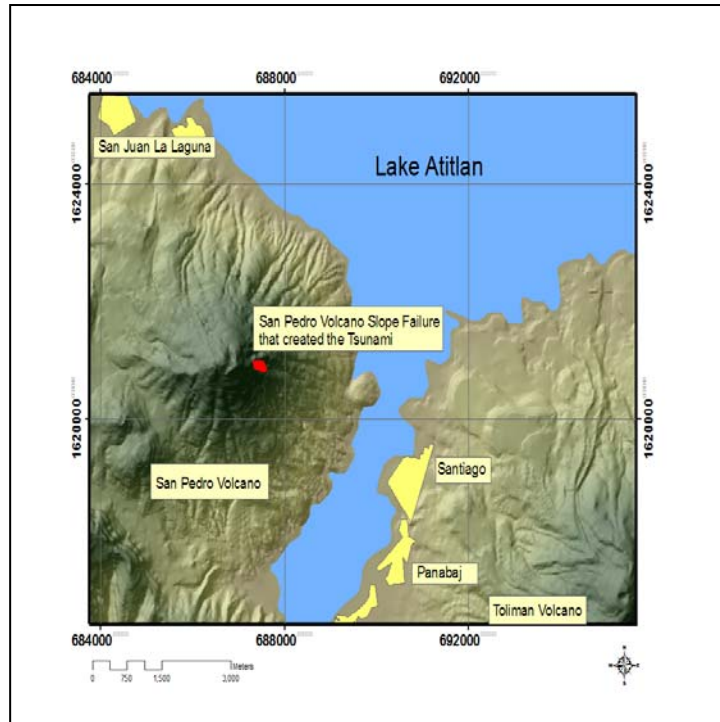 684000 688000 692000
San Juan La Laguna
Lake Atitlan
1624000 1624000
San Pedro Volcano Slope Failure
that created the Tsunami
1620000 1620000
Santiago
San Pedro Volcano
Panabaj
Toliman Volcano
684000 688000 692000
Meters
0 750 1,500 3,000